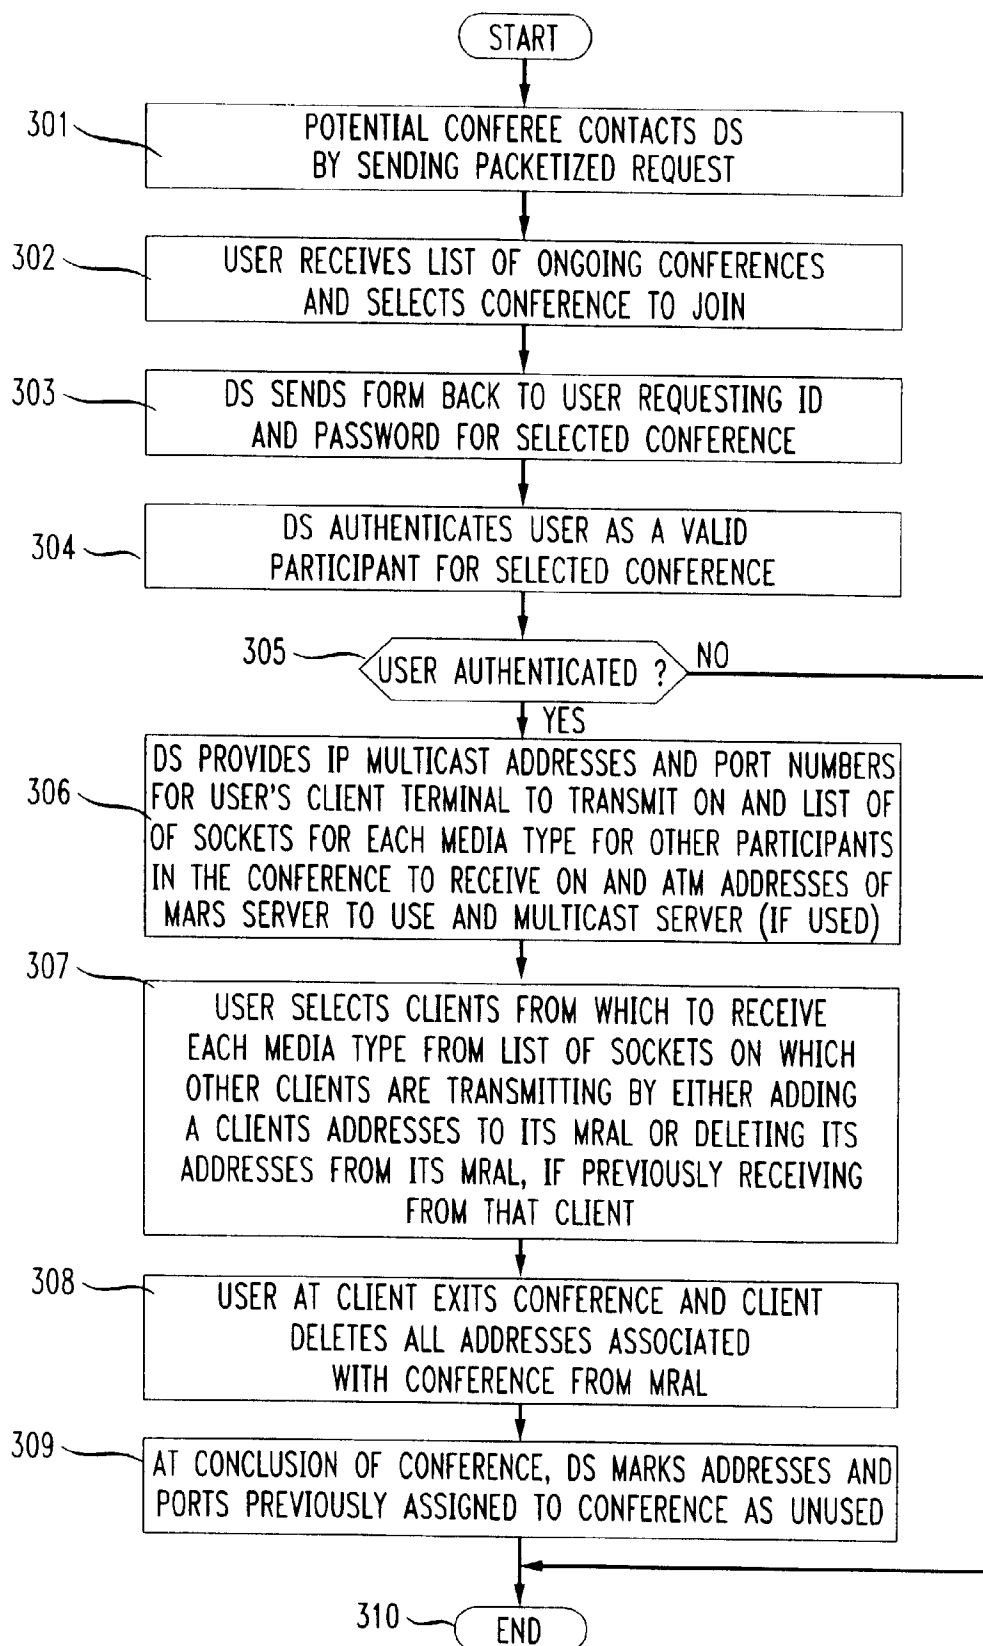 START
301
POTENTIAL CONFEREE CONTACTS DS
BY SENDING PACKETIZED REQUEST
302
USER RECEIVES LIST OF ONGOING CONFERENCES
AND SELECTS CONFERENCE TO JOIN
303
DS SENDS FORM BACK TO USER REQUESTING ID
AND PASSWORD FOR SELECTED CONFERENCE
304
DS AUTHENTICATES USER AS A VALID
PARTICIPANT FOR SELECTED CONFERENCE
305
USER AUTHENTICATED ?
NO
YES
306
DS PROVIDES IP MULTICAST ADDRESSES AND PORT NUMBERS
FOR USER'S CLIENT TERMINAL TO TRANSMIT ON AND LIST OF
OF SOCKETS FOR EACH MEDIA TYPE FOR OTHER PARTICIPANTS
IN THE CONFERENCE TO RECEIVE ON AND ATM ADDRESSES OF
MARS SERVER TO USE AND MULTICAST SERVER (IF USED)
307
USER SELECTS CLIENTS FROM WHICH TO RECEIVE
EACH MEDIA TYPE FROM LIST OF SOCKETS ON WHICH
OTHER CLIENTS ARE TRANSMITTING BY EITHER ADDING
A CLIENTS ADDRESSES TO ITS MRAL OR DELETING ITS
ADDRESSES FROM ITS MRAL, IF PREVIOUSLY RECEIVING
FROM THAT CLIENT
308
USER AT CLIENT EXITS CONFERENCE AND CLIENT
DELETES ALL ADDRESSES ASSOCIATED
WITH CONFERENCE FROM MRAL
309
AT CONCLUSION OF CONFERENCE, DS MARKS ADDRESSES AND
PORTS PREVIOUSLY ASSIGNED TO CONFERENCE AS UNUSED
310
END